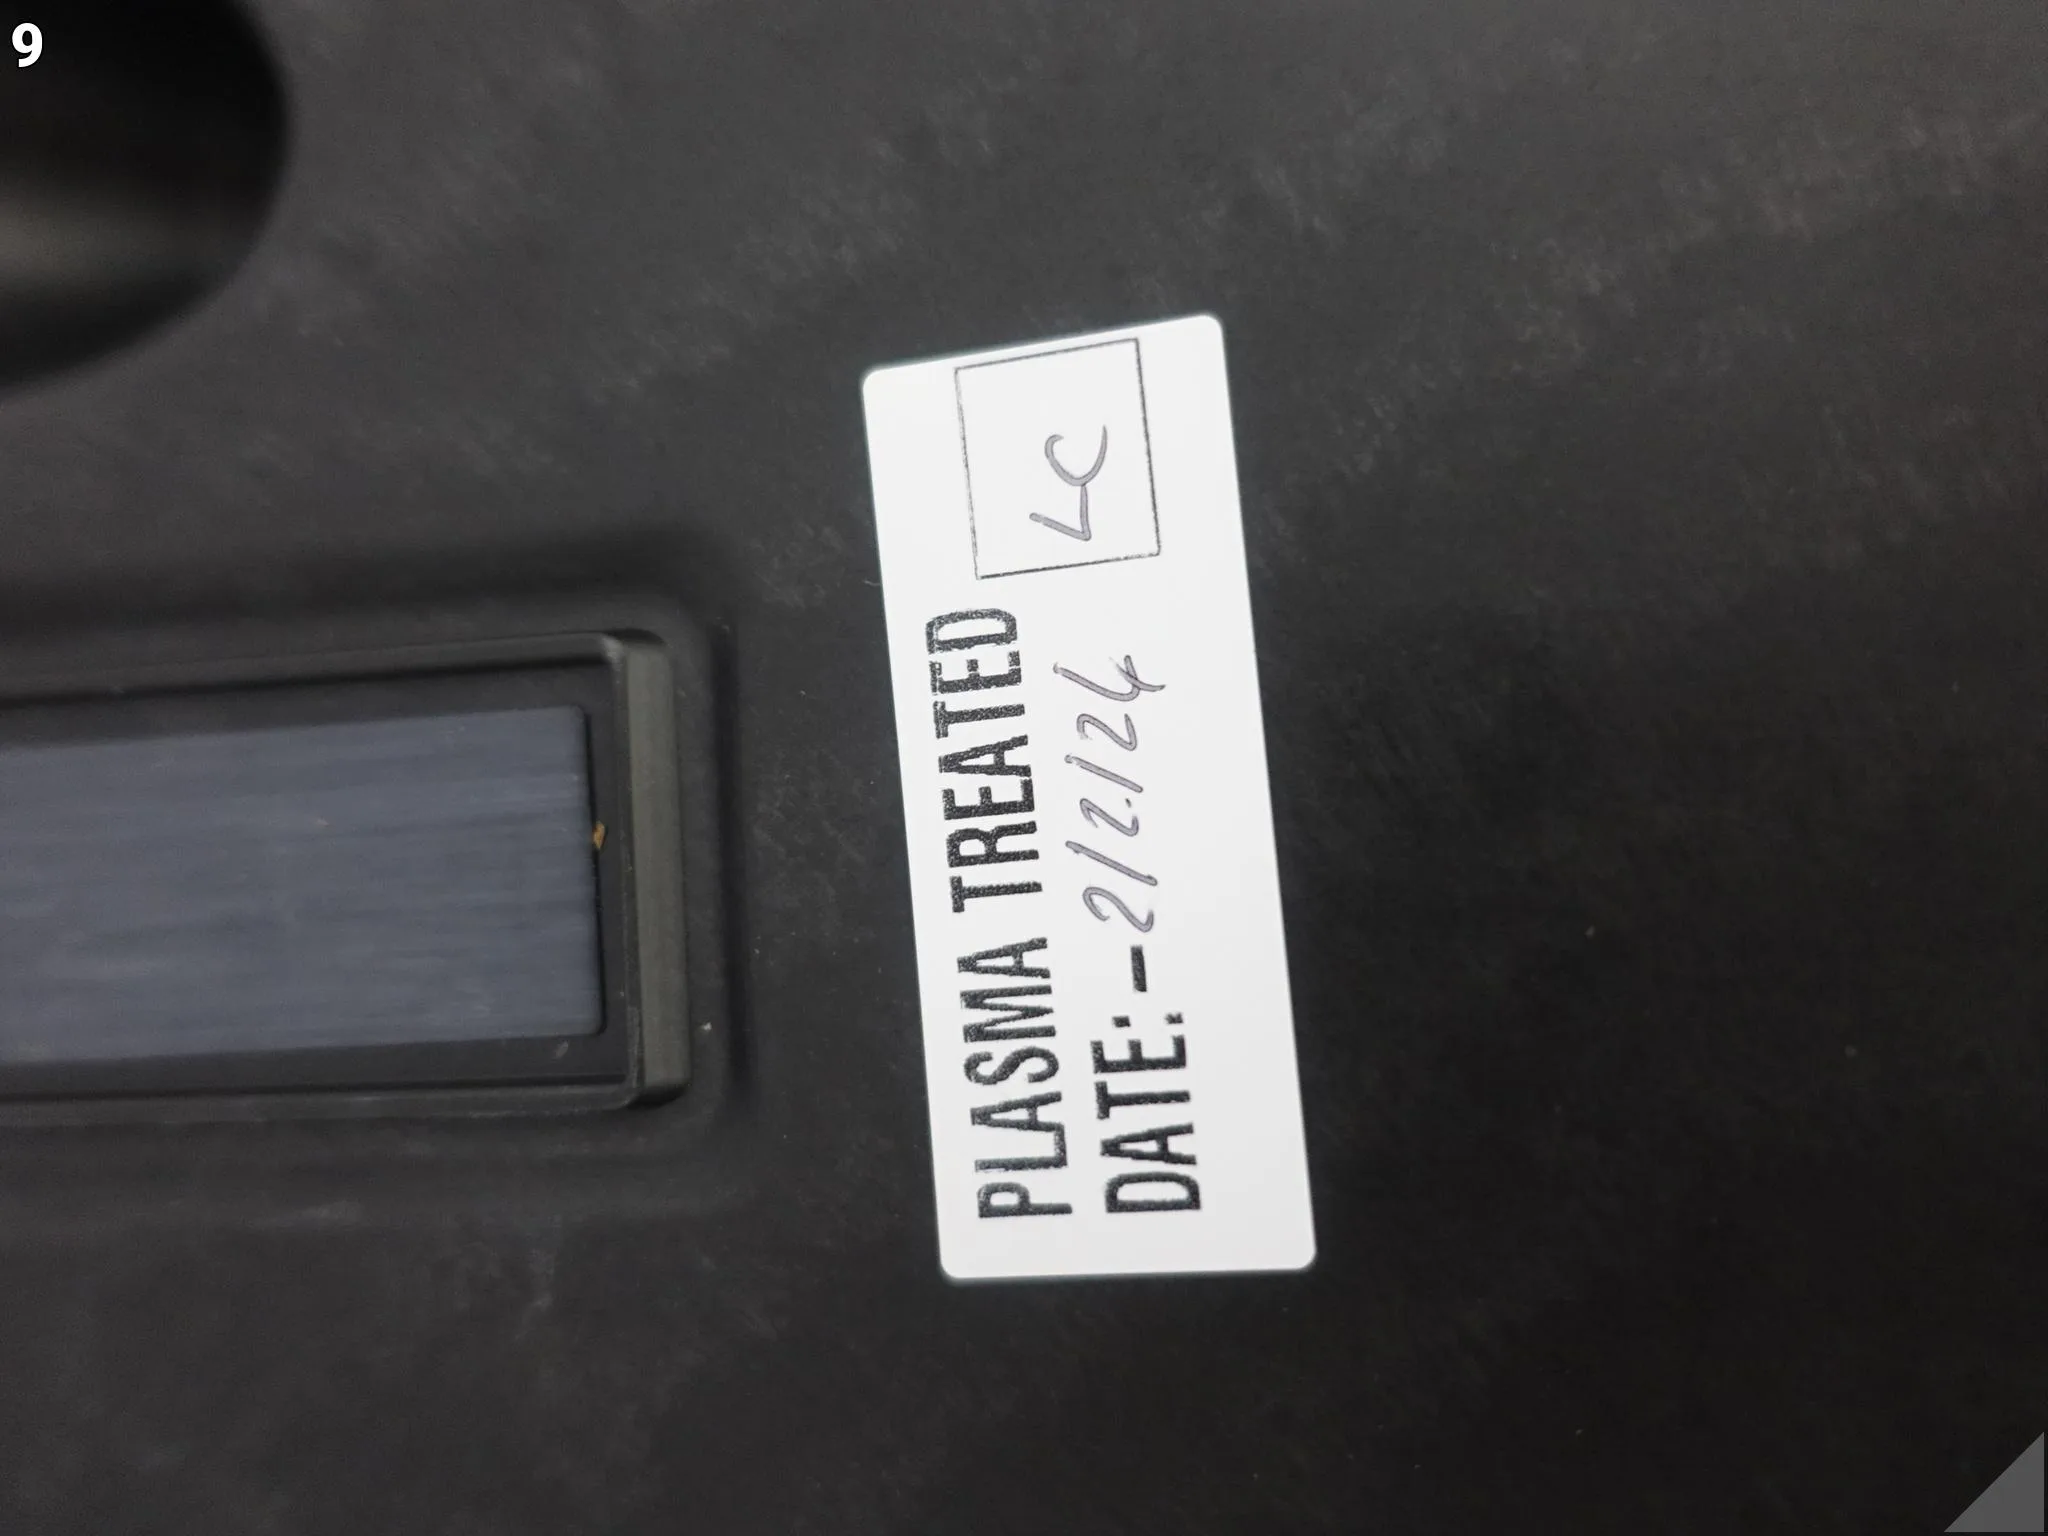 9
PLASMA TREATED
DATE:-2/2/24
LC